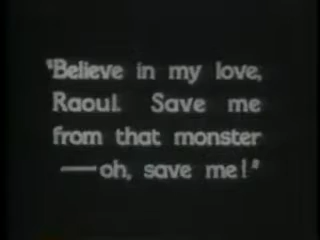 "Believe in my love,
Raoul. Save me
from that monster
—oh, save me!"